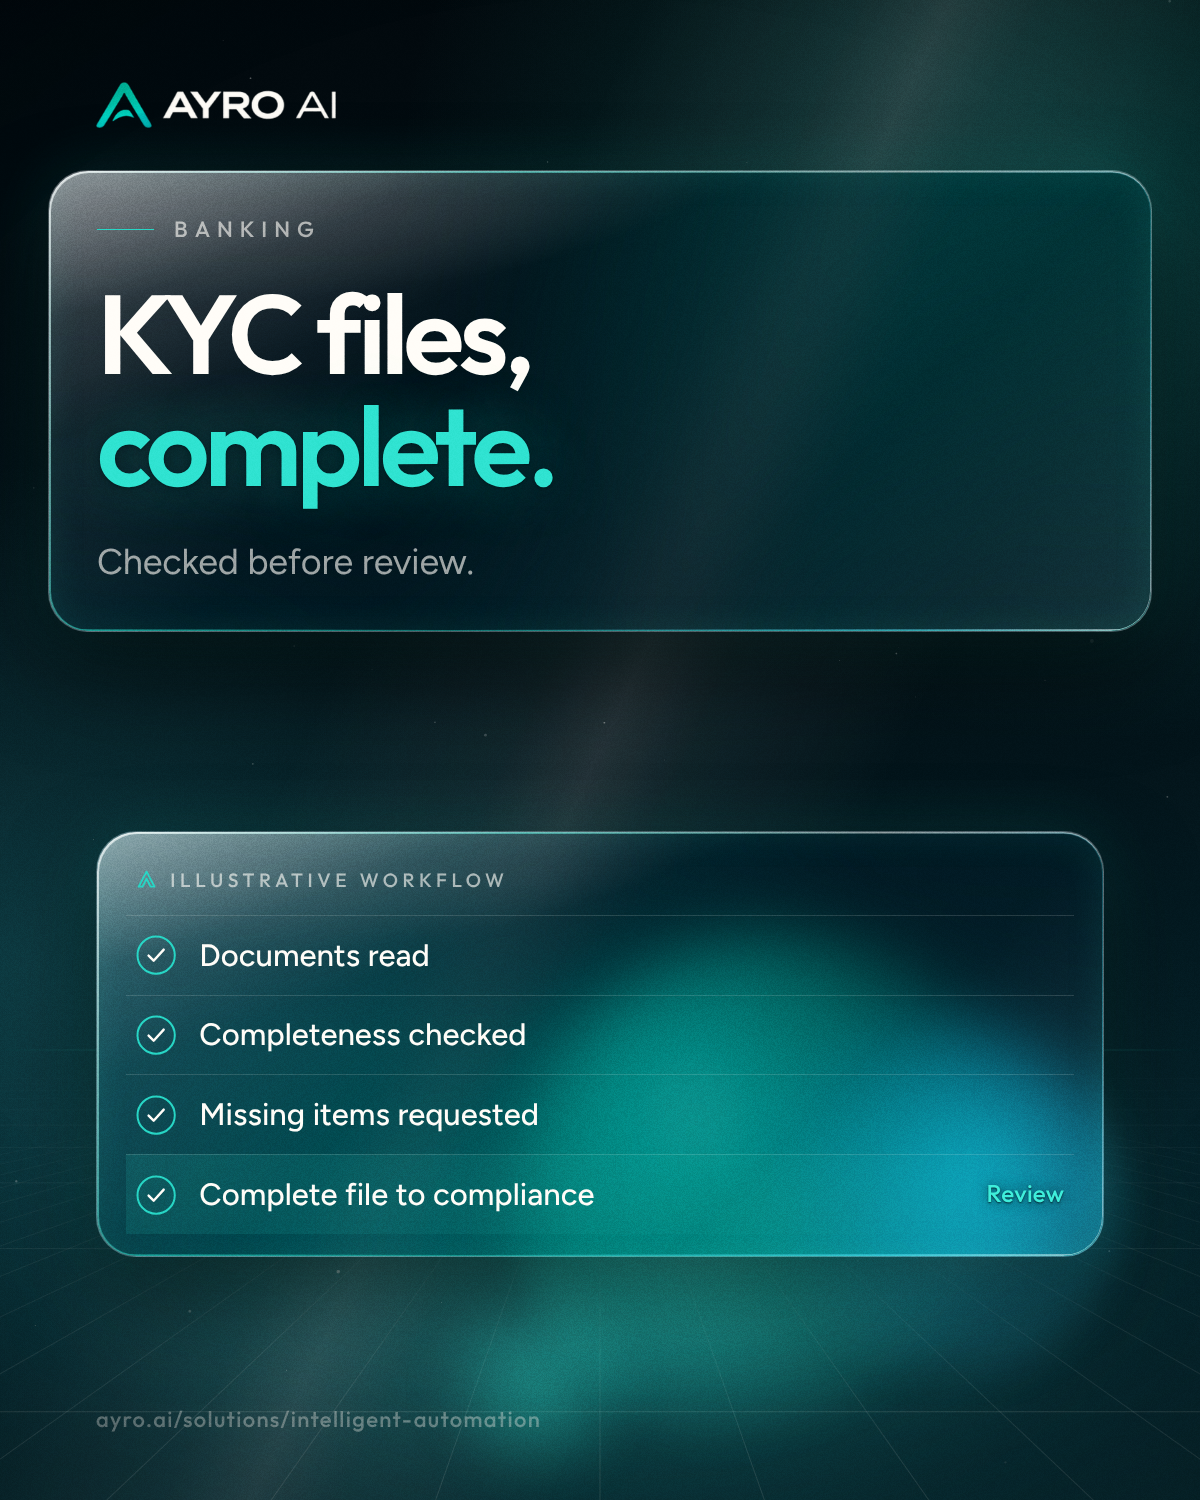 AYRO AI
BANKING
KYC files,
complete.
Checked before review.
ILLUSTRATIVE WORKFLOW
Documents read
Completeness checked
Missing items requested
Complete file to compliance
Review
ayro.ai/solutions/intelligent-automation